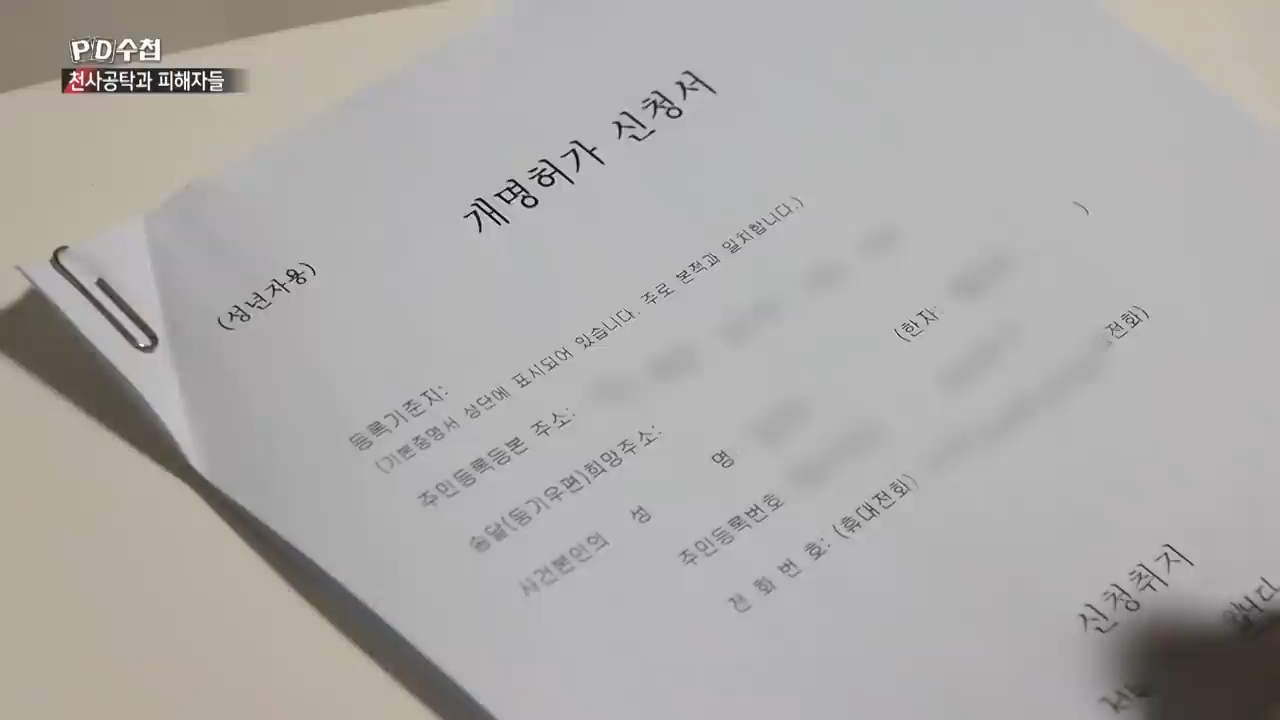 PD수첩
천사공탁과 피해자들
개명허가 신청서
(성년자용)
등록기준지:
(기본증명서 상단에 표시되어 있습니다. 주로 본적과 일치합니다.)
주민등록등본 주소:
송달(등기우편)희망주소: )
사건본인의 성 명 (한자:
주민등록번호
전 화 번 호: (휴대전화) 전화)
신청취지